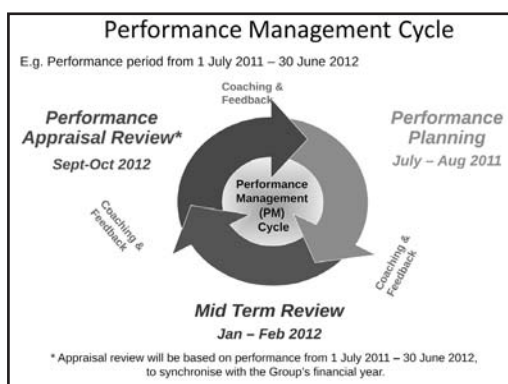 Performance Management Cycle
E.g. Performance period from 1 July 2011 – 30 June 2012
Coaching &
Feedback
Performance
Appraisal Review*
Sept-Oct 2012
Performance
Planning
July – Aug 2011
Performance
Management
(PM)
Cycle
Coaching &
Feedback
Coaching &
Feedback
Mid Term Review
Jan – Feb 2012
* Appraisal review will be based on performance from 1 July 2011 – 30 June 2012,
to synchronise with the Group's financial year.